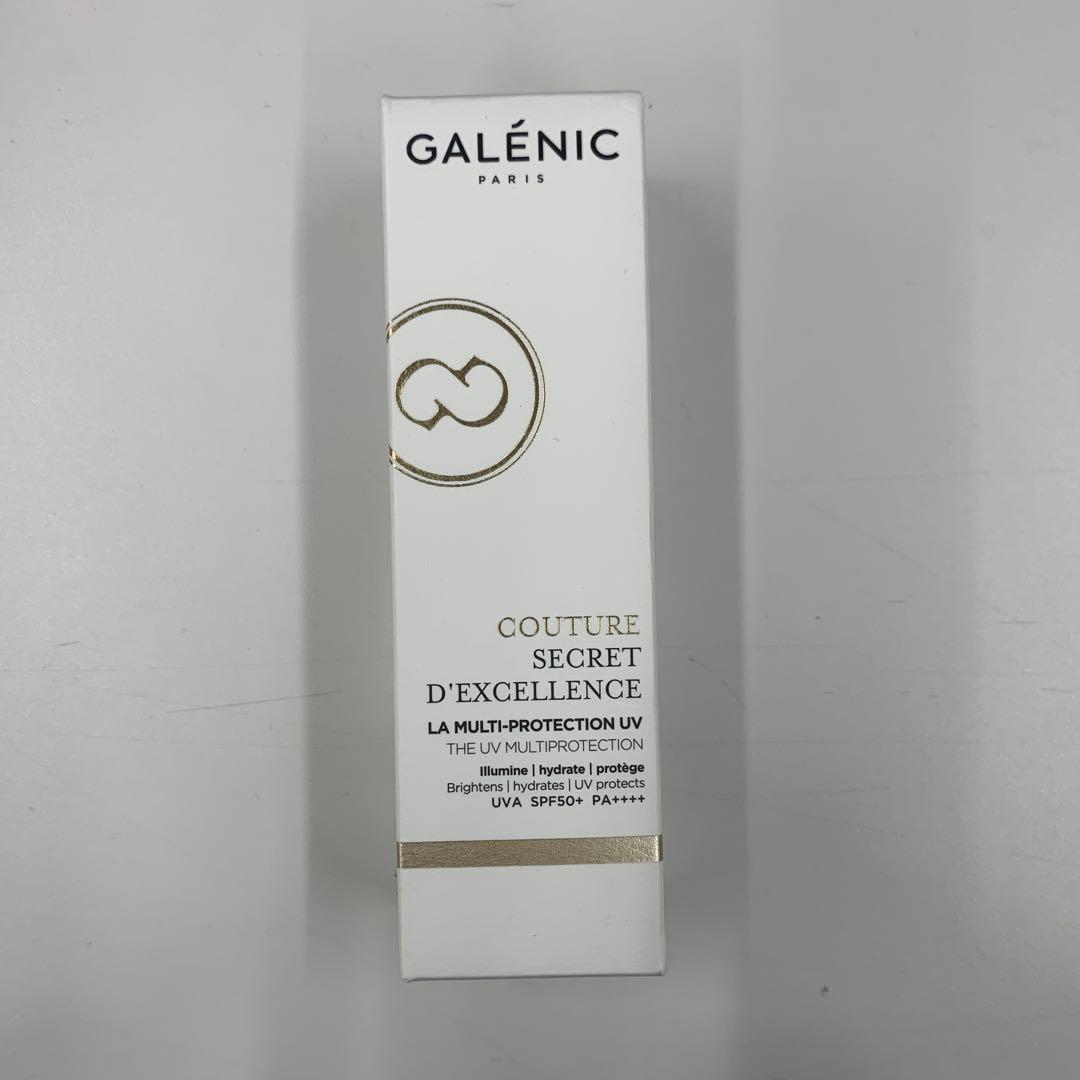 GALÉNIC
PARIS
COUTURE
SECRET
D'EXCELLENCE
LA MULTI-PROTECTION UV
THE UV MULTIPROTECTION
Illumine | hydrate | protège
Brightens | hydrates | UV protects
UVA SPF50+ PA++++